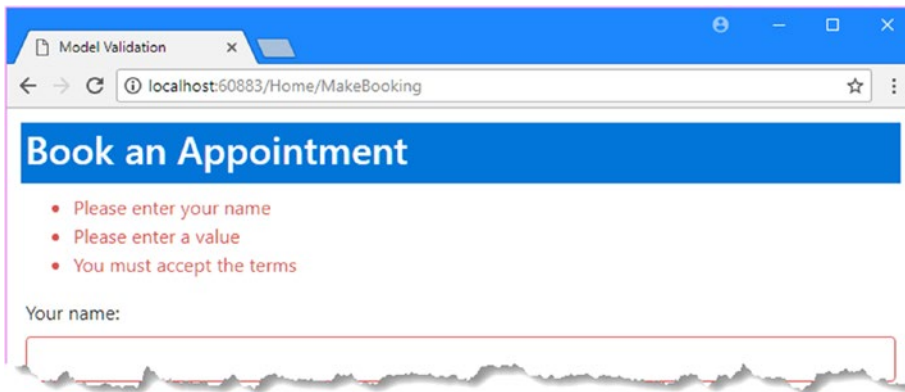 Model Validation
localhost:60883/Home/MakeBooking
Book an Appointment
Please enter your name
Please enter a value
You must accept the terms
Your name: